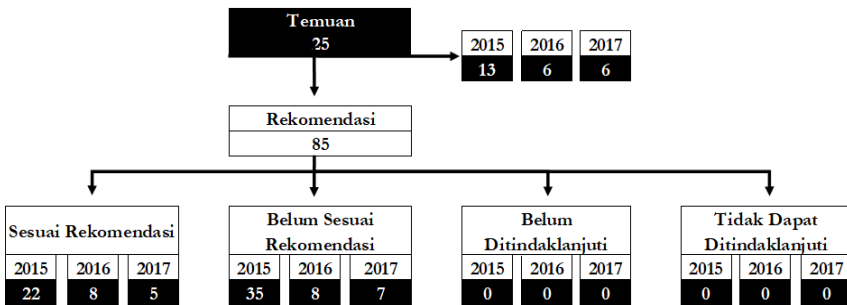 Temuan
25
2015 2016 2017
13 6 6
Rekomendasi
85
Sesuai Rekomendasi
2015 2016 2017
22 8 5
Belum Sesuai
Rekomendasi
2015 2016 2017
35 8 7
Belum
Ditindaklanjuti
2015 2016 2017
0 0 0
Tidak Dapat
Ditindaklanjuti
2015 2016 2017
0 0 0